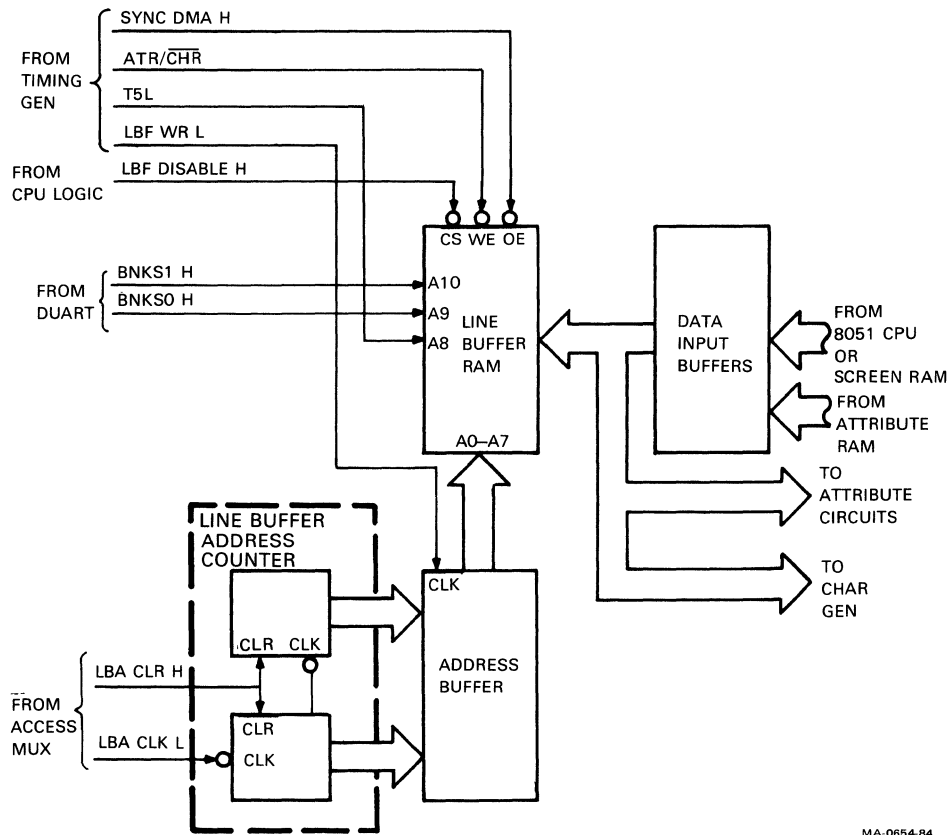 SYNC DMA H
ATR/C̅H̅R̅
FROM
TIMING
GEN
T5L
LBF WR L
FROM
CPU LOGIC
LBF DISABLE H
CS WE OE
BNKS1 H
BNKS0 H
FROM
DUART
A10
A9
A8
LINE
BUFFER
RAM
A0–A7
DATA
INPUT
BUFFERS
FROM
8051 CPU
OR
SCREEN RAM
FROM
ATTRIBUTE
RAM
TO
ATTRIBUTE
CIRCUITS
TO
CHAR
GEN
LINE BUFFER
ADDRESS
COUNTER
CLR CLK
CLK
ADDRESS
BUFFER
LBA CLR H
FROM
ACCESS
MUX
LBA CLK L
CLR
CLK
MA-0654-84